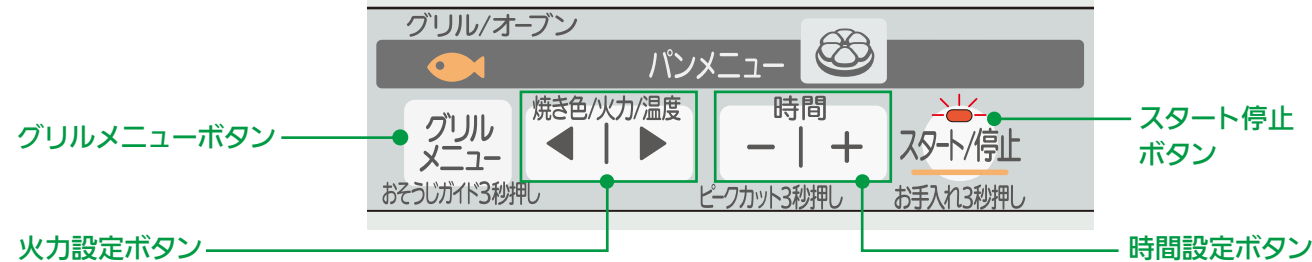 グリル/オーブン
パンメニュー
焼き色/火力/温度
時間
グリルメニューボタン
グリル
メニュー
スタート/停止
スタート停止
ボタン
おそうじガイド3秒押し
ピークカット3秒押し
お手入れ3秒押し
火力設定ボタン
時間設定ボタン